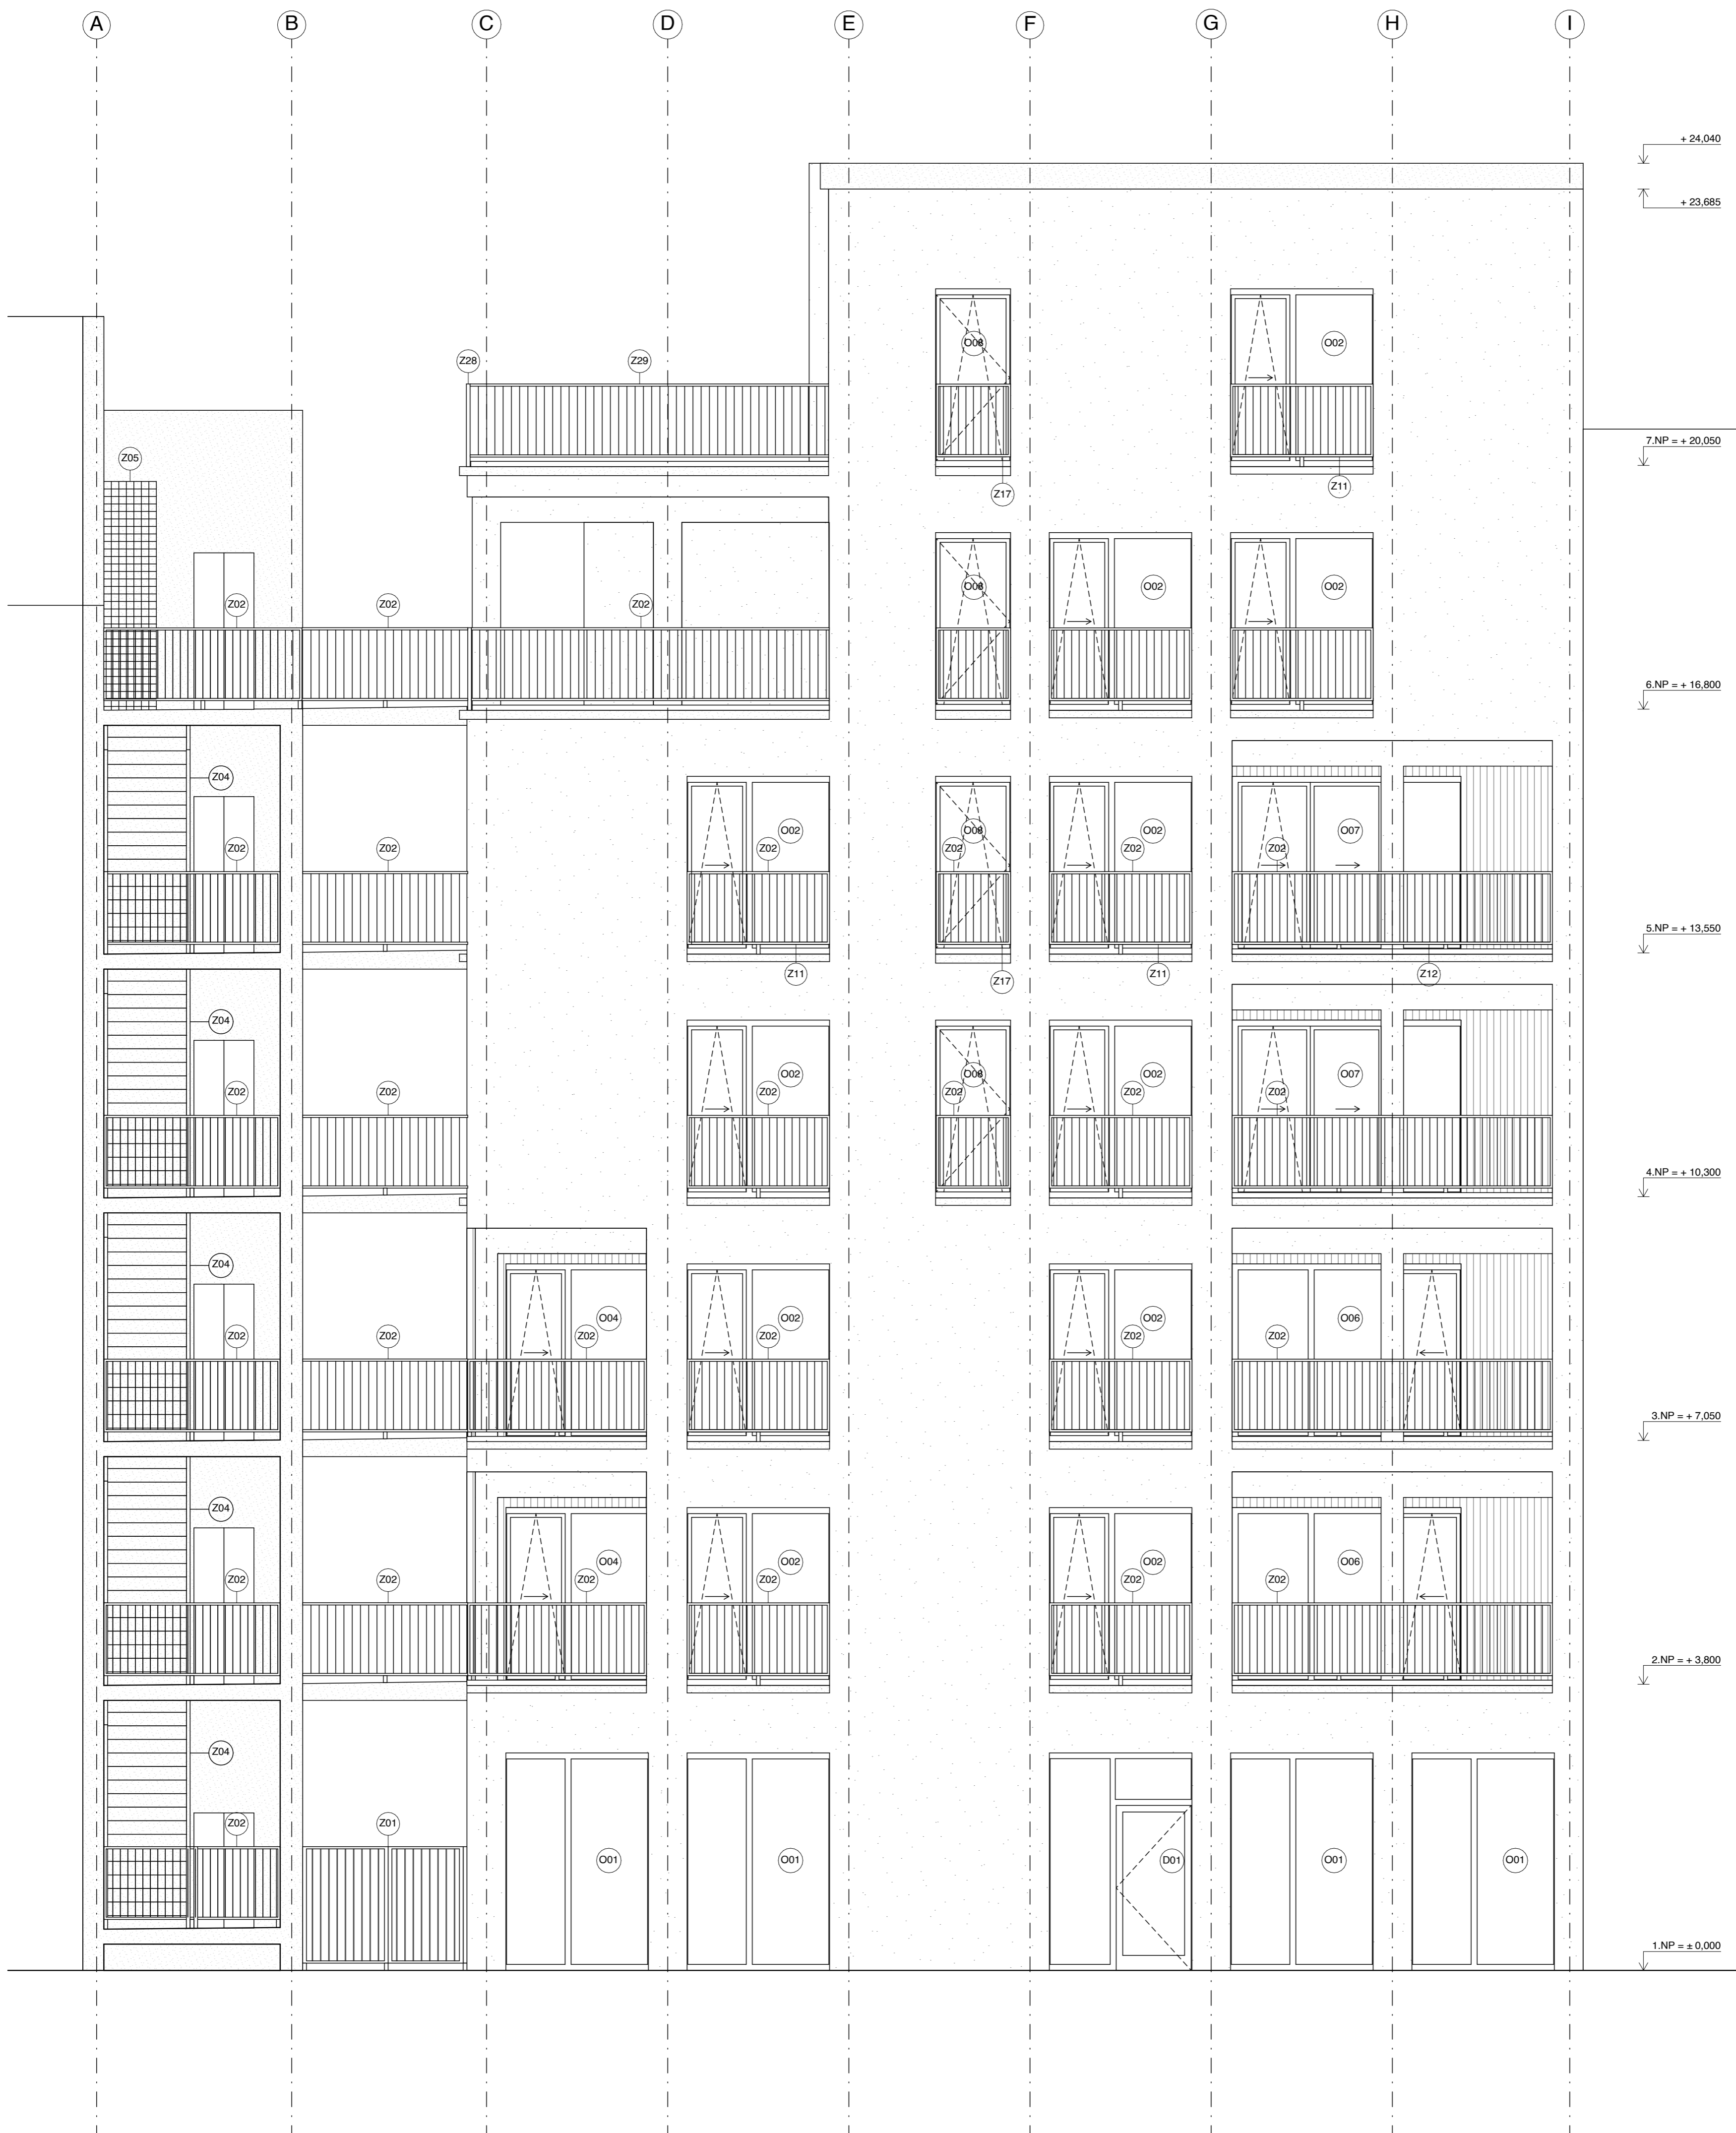 A B C D E F G H I
+ 24,040
+ 23,685
O08 O02
Z28 Z29
7.NP = + 20,050
Z05
Z17 Z11
O08 O02 O02
Z02 Z02 Z02
6.NP = + 16,800
Z04
O02 O08 O02 O07
Z02 Z02 Z02 Z02 Z02 Z02
5.NP = + 13,550
Z11 Z17 Z11 Z12
Z04
O02 O08 O02 O07
Z02 Z02 Z02 Z02 Z02 Z02
4.NP = + 10,300
Z04
O04 O02 O02 O06
Z02 Z02 Z02 Z02 Z02 Z02
3.NP = + 7,050
Z04
O04 O02 O02 O06
Z02 Z02 Z02 Z02 Z02 Z02
2.NP = + 3,800
Z04
Z02 Z01
O01 O01 D01 O01 O01
1.NP = ± 0,000